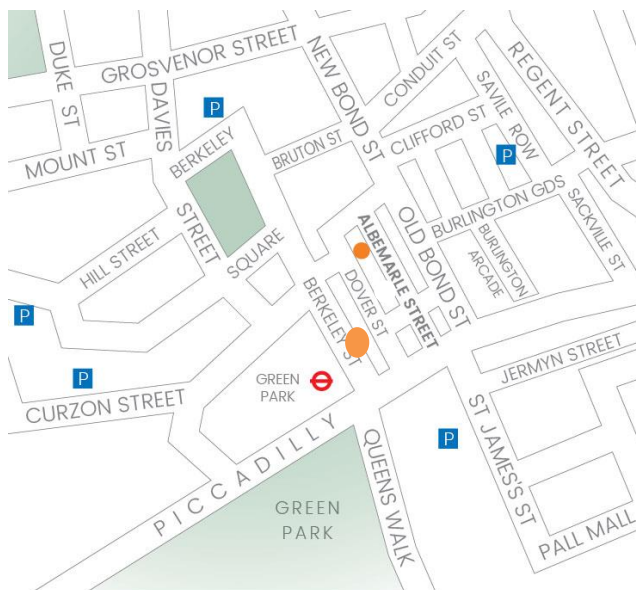 DUKE ST
GROSVENOR STREET
DAVIES
STREET
MOUNT ST
P
BERKELEY
SQUARE
BRUTON ST
NEW BOND ST
CONDUIT ST
REGENT STREET
SAVILE ROW
CLIFFORD ST
P
BURLINGTON GDS
SACKVILLE ST
BURLINGTON
ARCADE
OLD BOND ST
ALBEMARLE STREET
DOVER ST
BERKELEY ST
HILL STREET
P
P
CURZON STREET
GREEN
PARK
PICCADILLY
GREEN
PARK
QUEENS WALK
P
ST JAMES'S ST
JERMYN STREET
PALL MALL